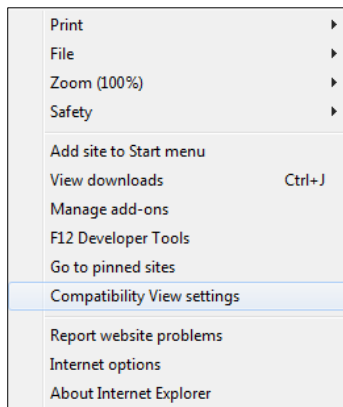 Print
File
Zoom (100%)
Safety
Add site to Start menu
View downloads Ctrl+J
Manage add-ons
F12 Developer Tools
Go to pinned sites
Compatibility View settings
Report website problems
Internet options
About Internet Explorer